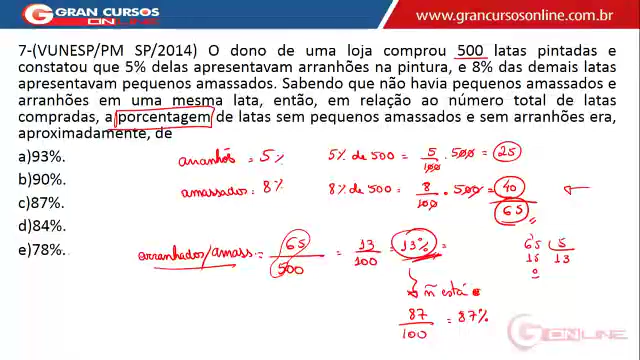 GRAN CURSOS
ONLINE
www.grancursosonline.com.br
7-(VUNESP/PM SP/2014) O dono de uma loja comprou 500 latas pintadas e
constatou que 5% delas apresentavam arranhões na pintura, e 8% das demais latas
apresentavam pequenos amassados. Sabendo que não havia pequenos amassados e
arranhões em uma mesma lata, então, em relação ao número total de latas
compradas, a porcentagem de latas sem pequenos amassados e sem arranhões era,
aproximadamente, de
a)93%.
b)90%.
c)87%.
d)84%.
e)78%.
arranhões = 5% 5% de 500 = 5/100 . 500 = 25
amassados = 8% 8% de 500 = 8/100 . 500 = 40
65
arranhados/amass = 65/500 = 13/100 = 13% =
65 5
15 13
0
ñ está
87/100 = 87%
GONLINE